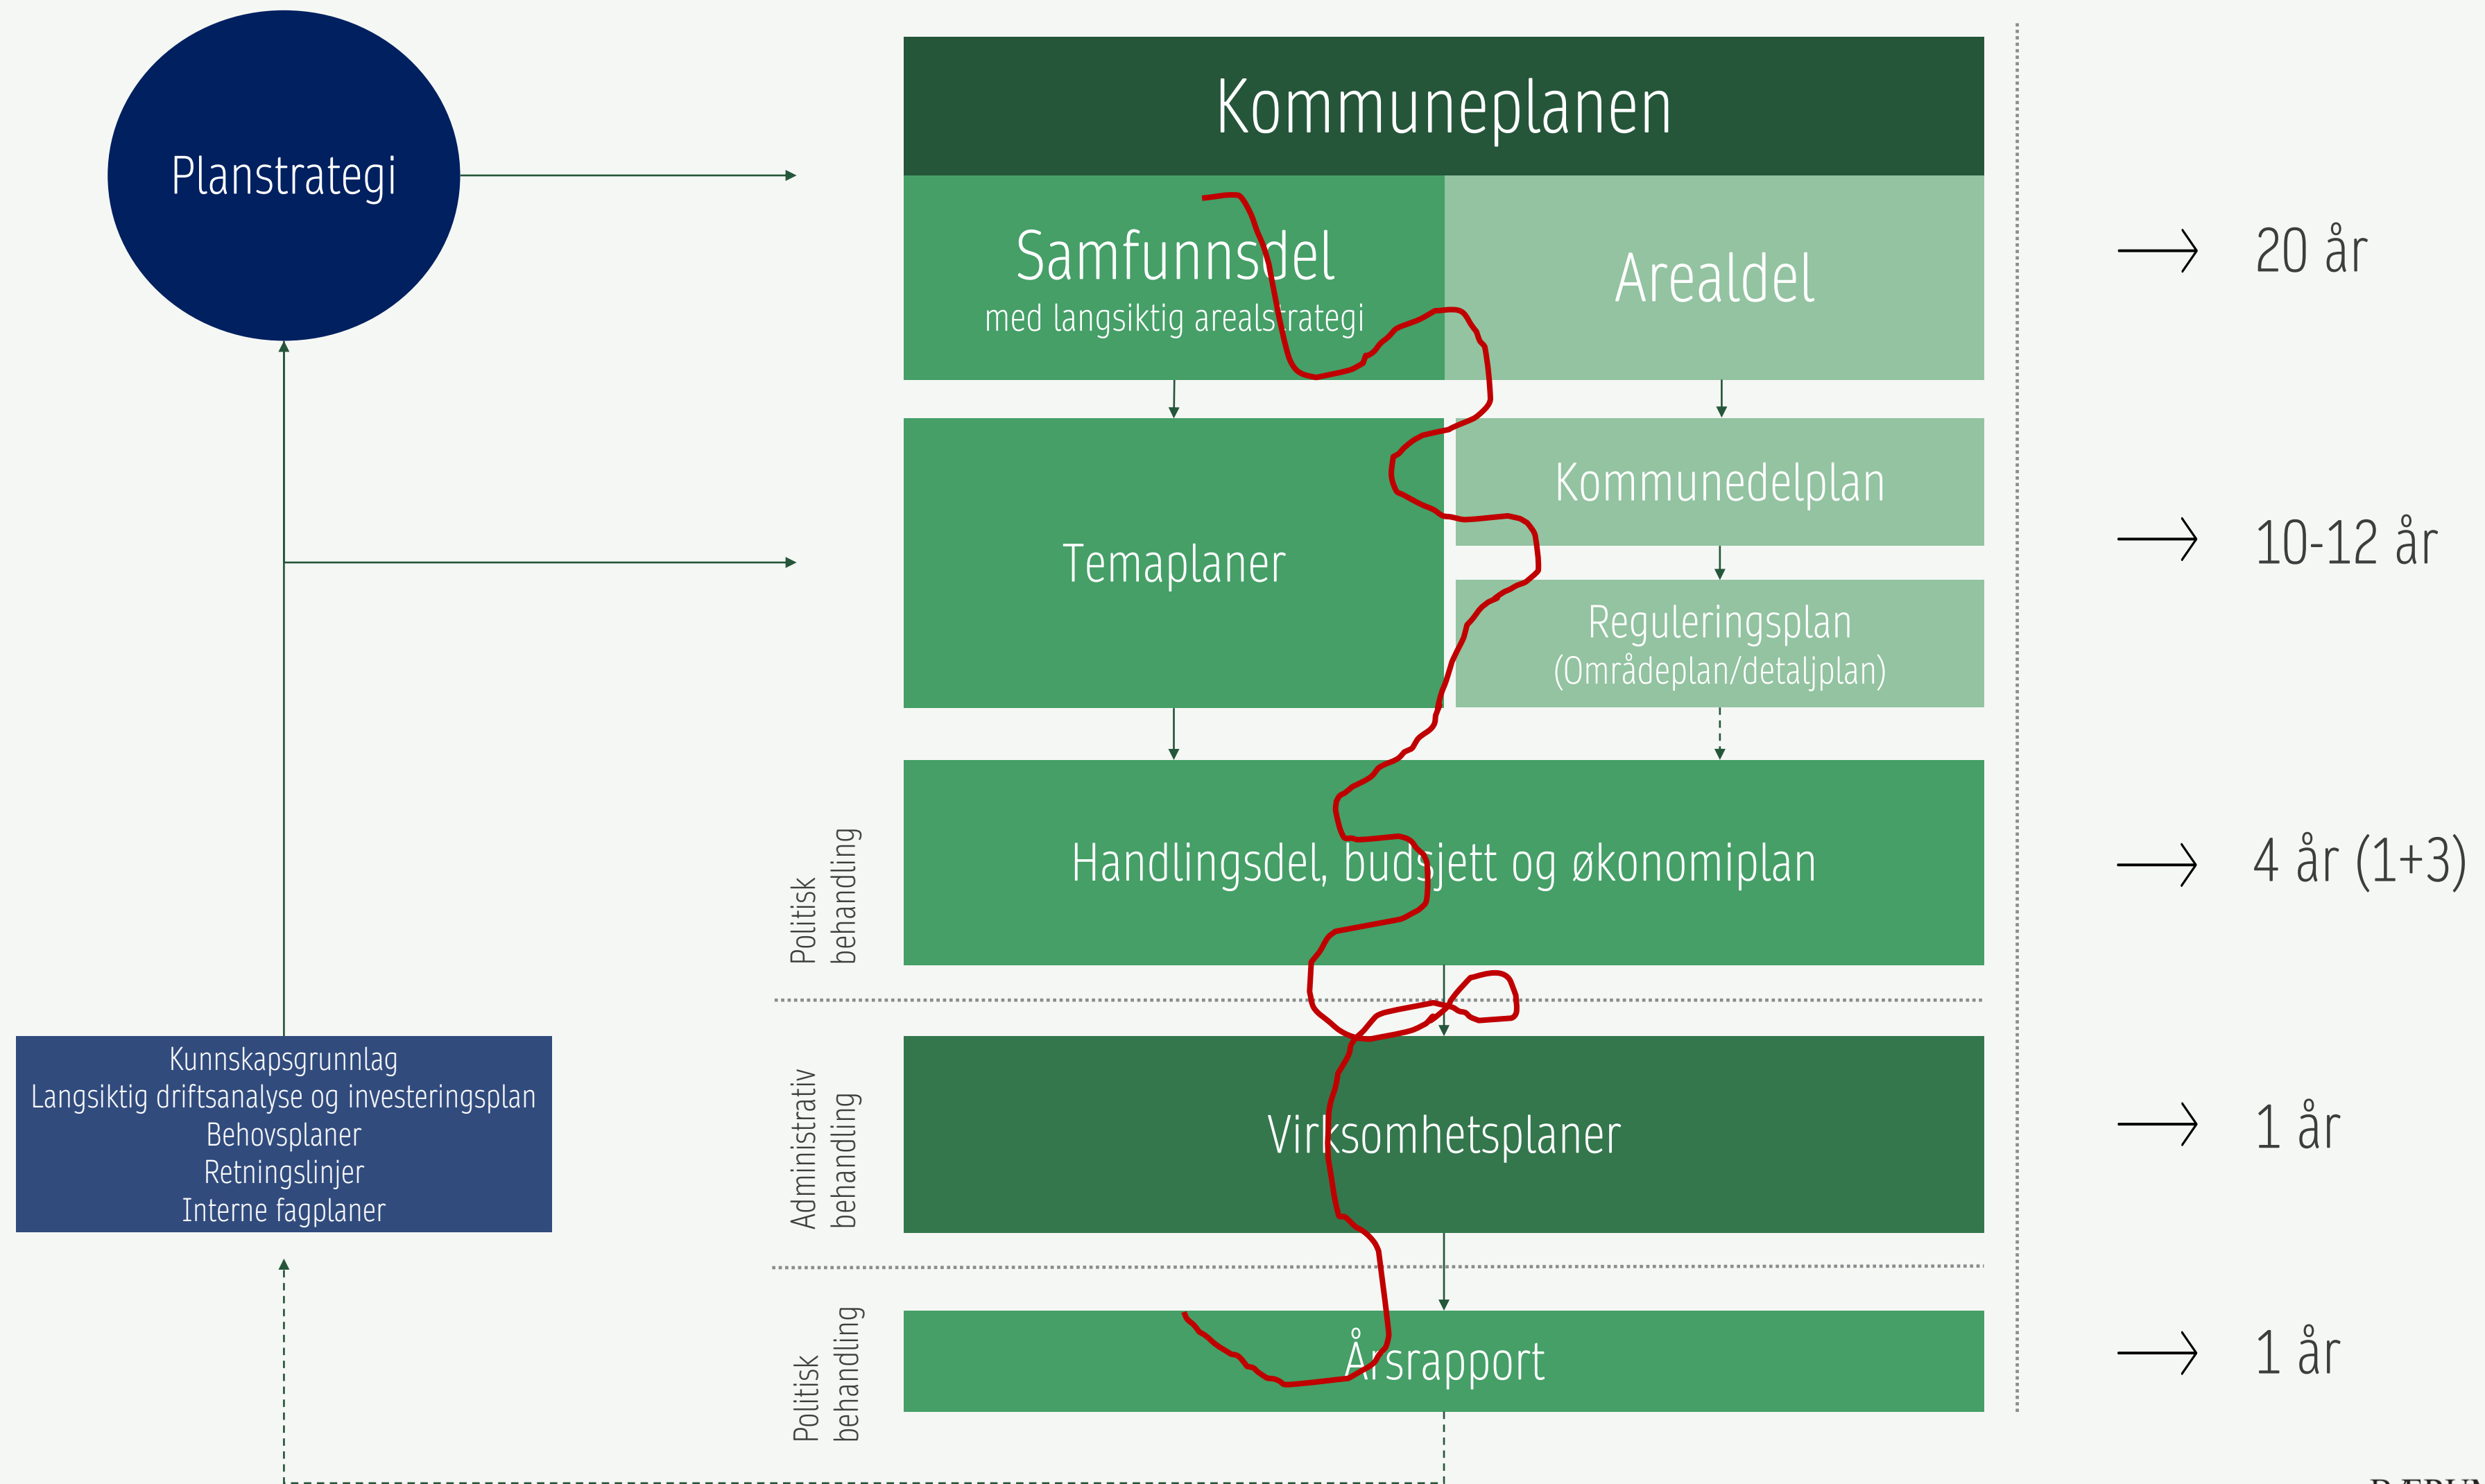 Planstrategi
Kommuneplanen
Samfunnsdel
med langsiktig arealstrategi
Arealdel
20 år
Temaplaner
Kommunedelplan
Reguleringsplan
(Områdeplan/detaljplan)
10-12 år
Politisk
behandling
Handlingsdel, budsjett og økonomiplan
4 år (1+3)
Kunnskapsgrunnlag
Langsiktig driftsanalyse og investeringsplan
Behovsplaner
Retningslinjer
Interne fagplaner
Administrativ
behandling
Virksomhetsplaner
1 år
Politisk
behandling
Årsrapport
1 år